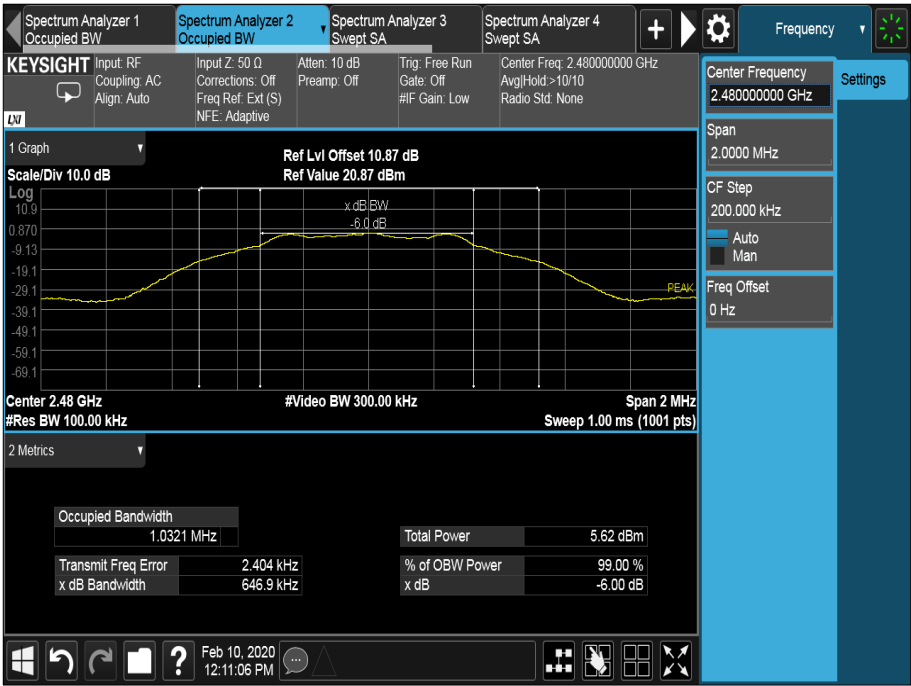 Spectrum Analyzer 1
Occupied BW
Spectrum Analyzer 2
Occupied BW
Spectrum Analyzer 3
Swept SA
Spectrum Analyzer 4
Swept SA
+
Frequency
KEYSIGHT
LXI
Input: RF
Coupling: AC
Align: Auto
Input Z: 50 Ω
Corrections: Off
Freq Ref: Ext (S)
NFE: Adaptive
Atten: 10 dB
Preamp: Off
Trig: Free Run
Gate: Off
#IF Gain: Low
Center Freq: 2.480000000 GHz
Avg|Hold:>10/10
Radio Std: None
Center Frequency
2.480000000 GHz
Settings
Span
2.0000 MHz
CF Step
200.000 kHz
Auto
Man
Freq Offset
0 Hz
1 Graph
Scale/Div 10.0 dB
Ref Lvl Offset 10.87 dB
Ref Value 20.87 dBm
Log
10.9
0.870
-9.13
-19.1
-29.1
-39.1
-49.1
-59.1
-69.1
x dB BW
-6.0 dB
PEAK
Center 2.48 GHz
#Video BW 300.00 kHz
Span 2 MHz
#Res BW 100.00 kHz
Sweep 1.00 ms (1001 pts)
2 Metrics
Occupied Bandwidth
1.0321 MHz
Total Power 5.62 dBm
Transmit Freq Error 2.404 kHz
% of OBW Power 99.00 %
x dB Bandwidth 646.9 kHz
x dB -6.00 dB
?
Feb 10, 2020
12:11:06 PM